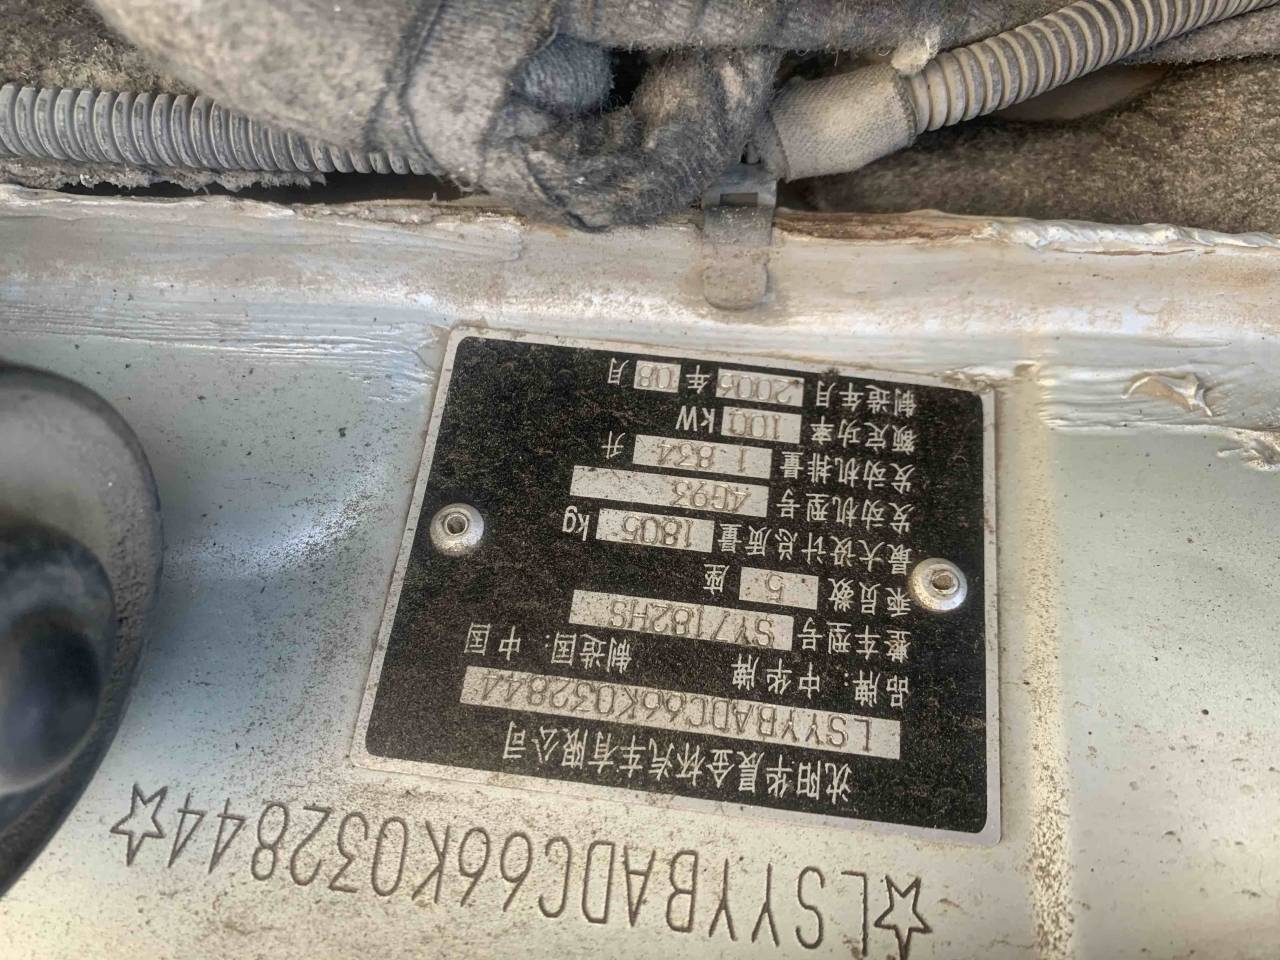 ☆LSYYBADC66K032844☆
沈阳华晨金杯汽车有限公司
LSYYBADC66K032844
品牌：中华牌 制造国：中国
整车型号 SY7182HS
乘员数 5 座
最大设计总质量 1805 kg
发动机型号 4G93
发动机排量 1.834 升
额定功率 100 kW
制造年月 2006 年 08 月